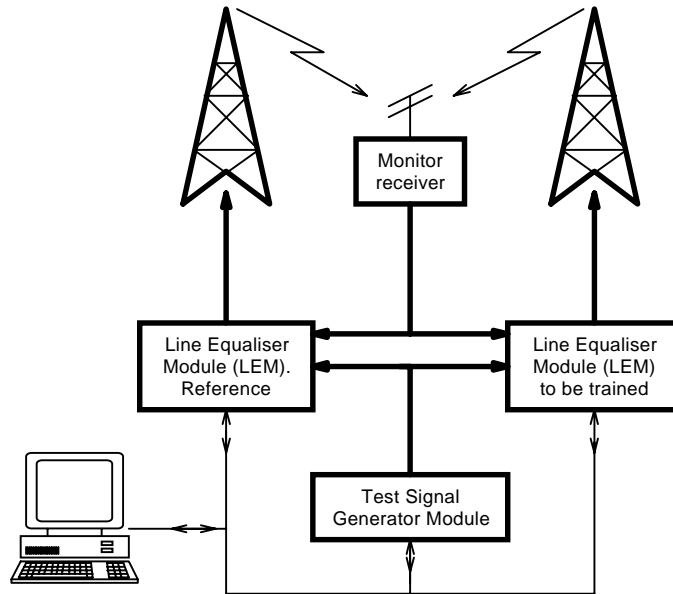 Monitor
receiver
Line Equaliser
Module (LEM).
Reference
Line Equaliser
Module (LEM)
to be trained
Test Signal
Generator Module